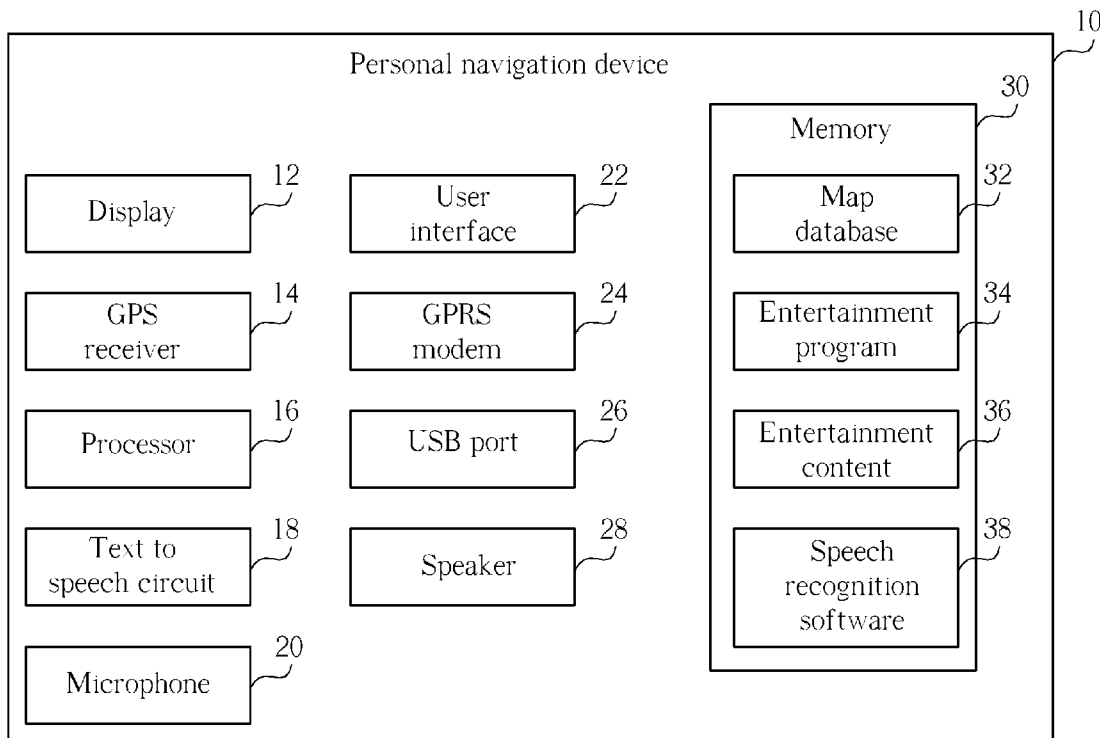 10
Personal navigation device
30
Memory
12
Display
22
User
interface
32
Map
database
14
GPS
receiver
24
GPRS
modem
34
Entertainment
program
16
Processor
26
USB port
36
Entertainment
content
18
Text to
speech circuit
28
Speaker
38
Speech
recognition
software
20
Microphone